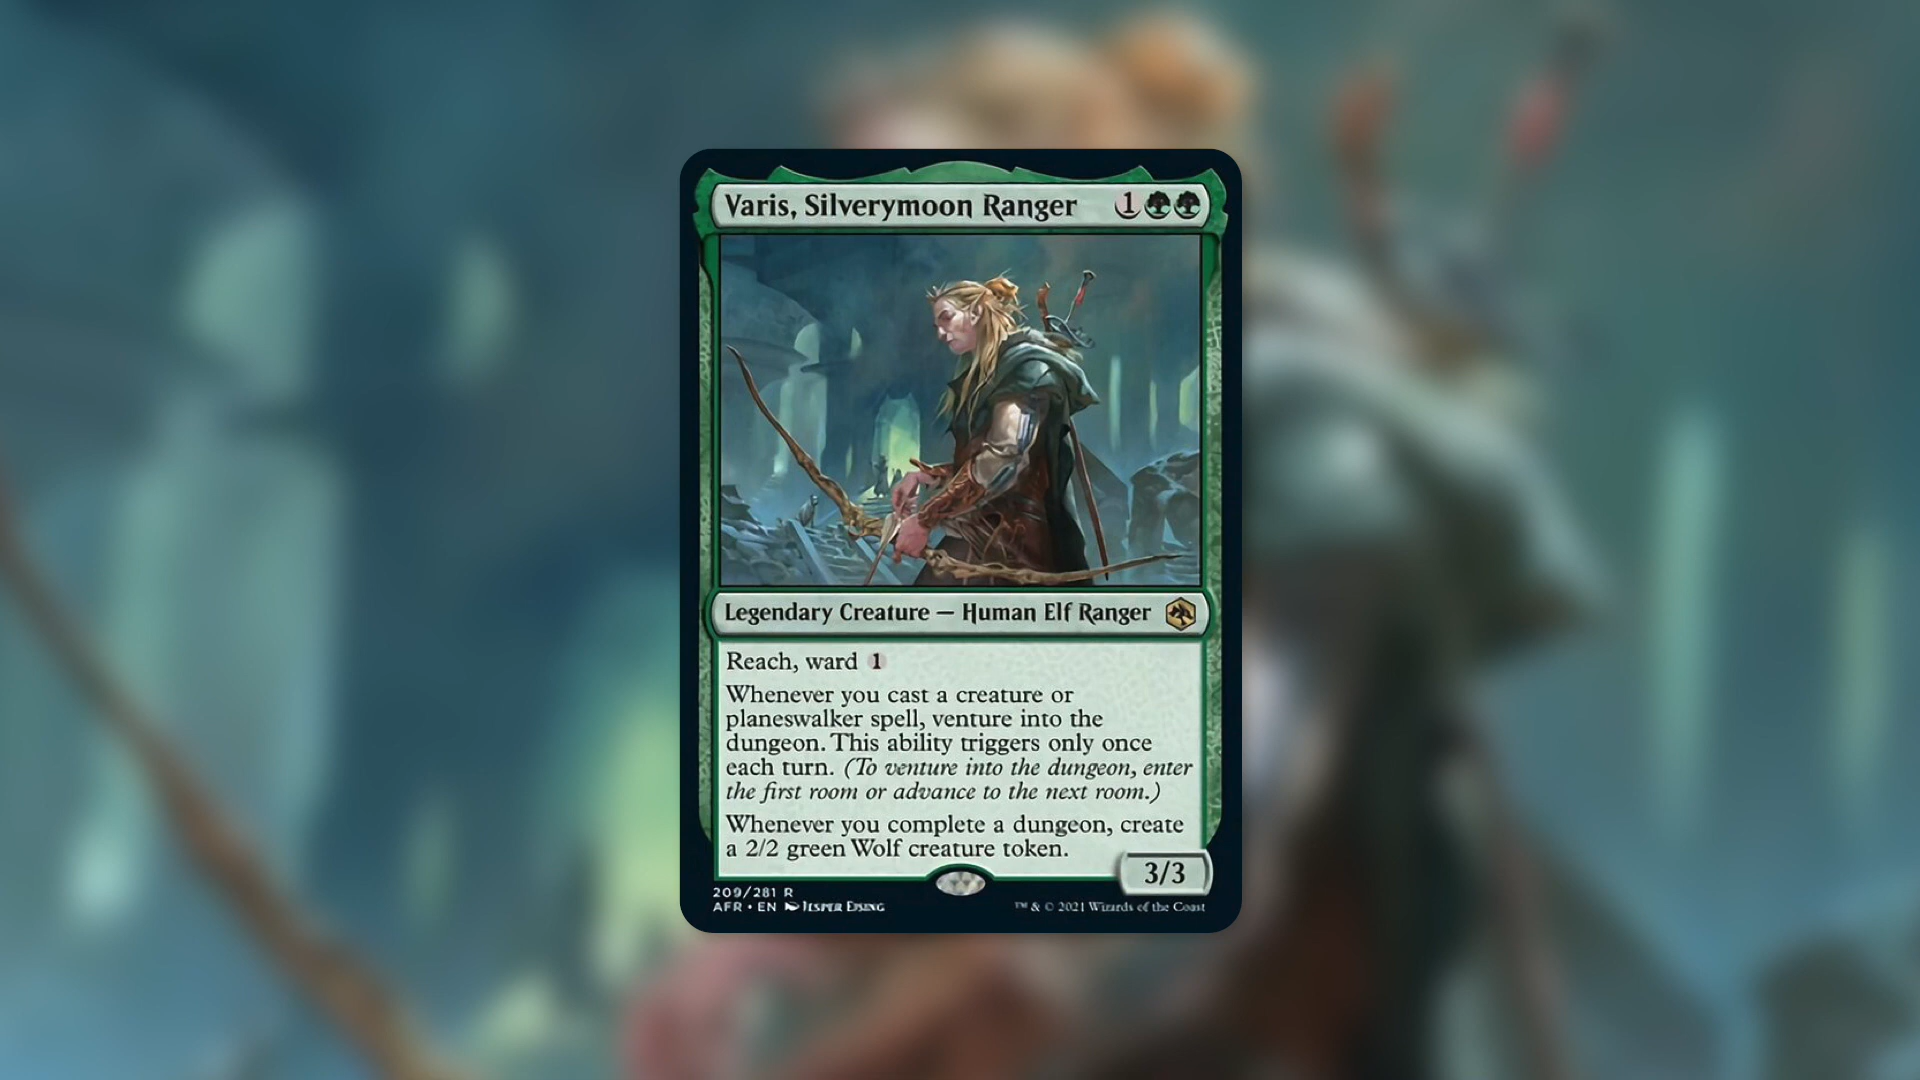 Varis, Silverymoon Ranger 1
Legendary Creature — Human Elf Ranger
Reach, ward 1
Whenever you cast a creature or
planeswalker spell, venture into the
dungeon. This ability triggers only once
each turn. (To venture into the dungeon, enter
the first room or advance to the next room.)
Whenever you complete a dungeon, create
a 2/2 green Wolf creature token.
3/3
209/281 R
AFR • EN Jesper Ejsing
™ & © 2021 Wizards of the Coast